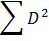 ∑ D²